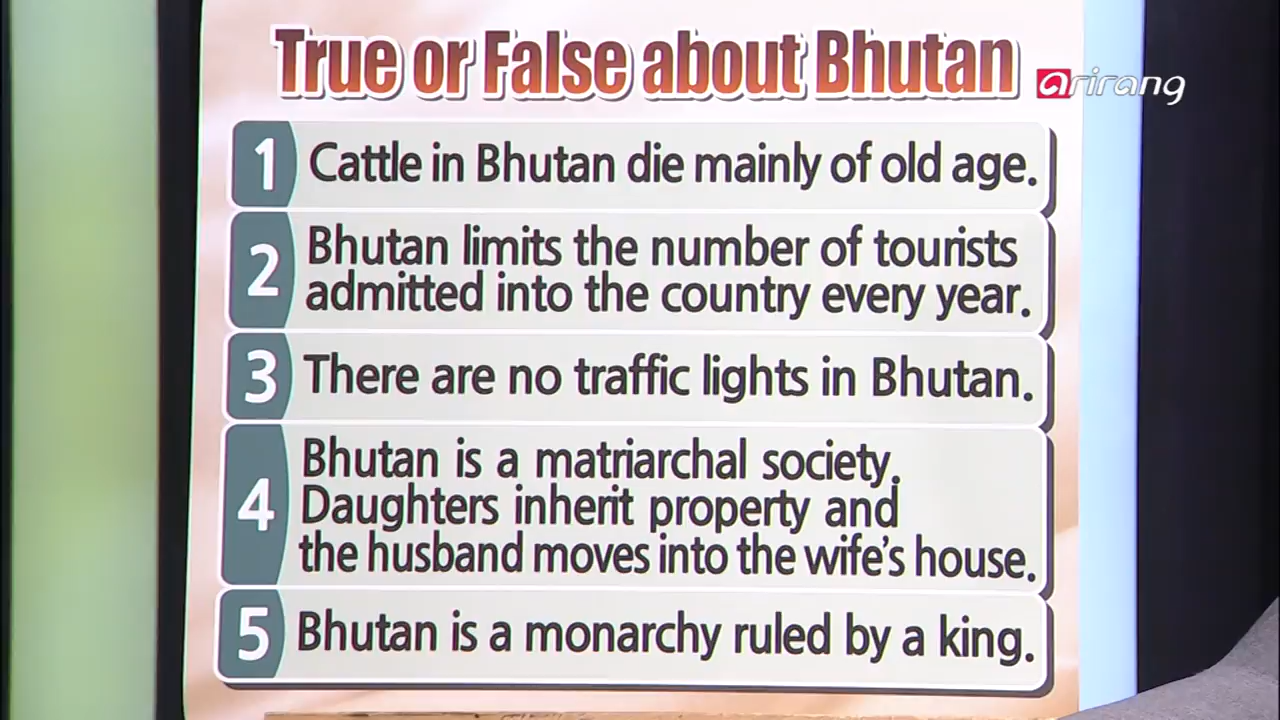 True or False about Bhutan
arirang
1 Cattle in Bhutan die mainly of old age.
2 Bhutan limits the number of tourists
admitted into the country every year.
3 There are no traffic lights in Bhutan.
4 Bhutan is a matriarchal society.
Daughters inherit property and
the husband moves into the wife's house.
5 Bhutan is a monarchy ruled by a king.